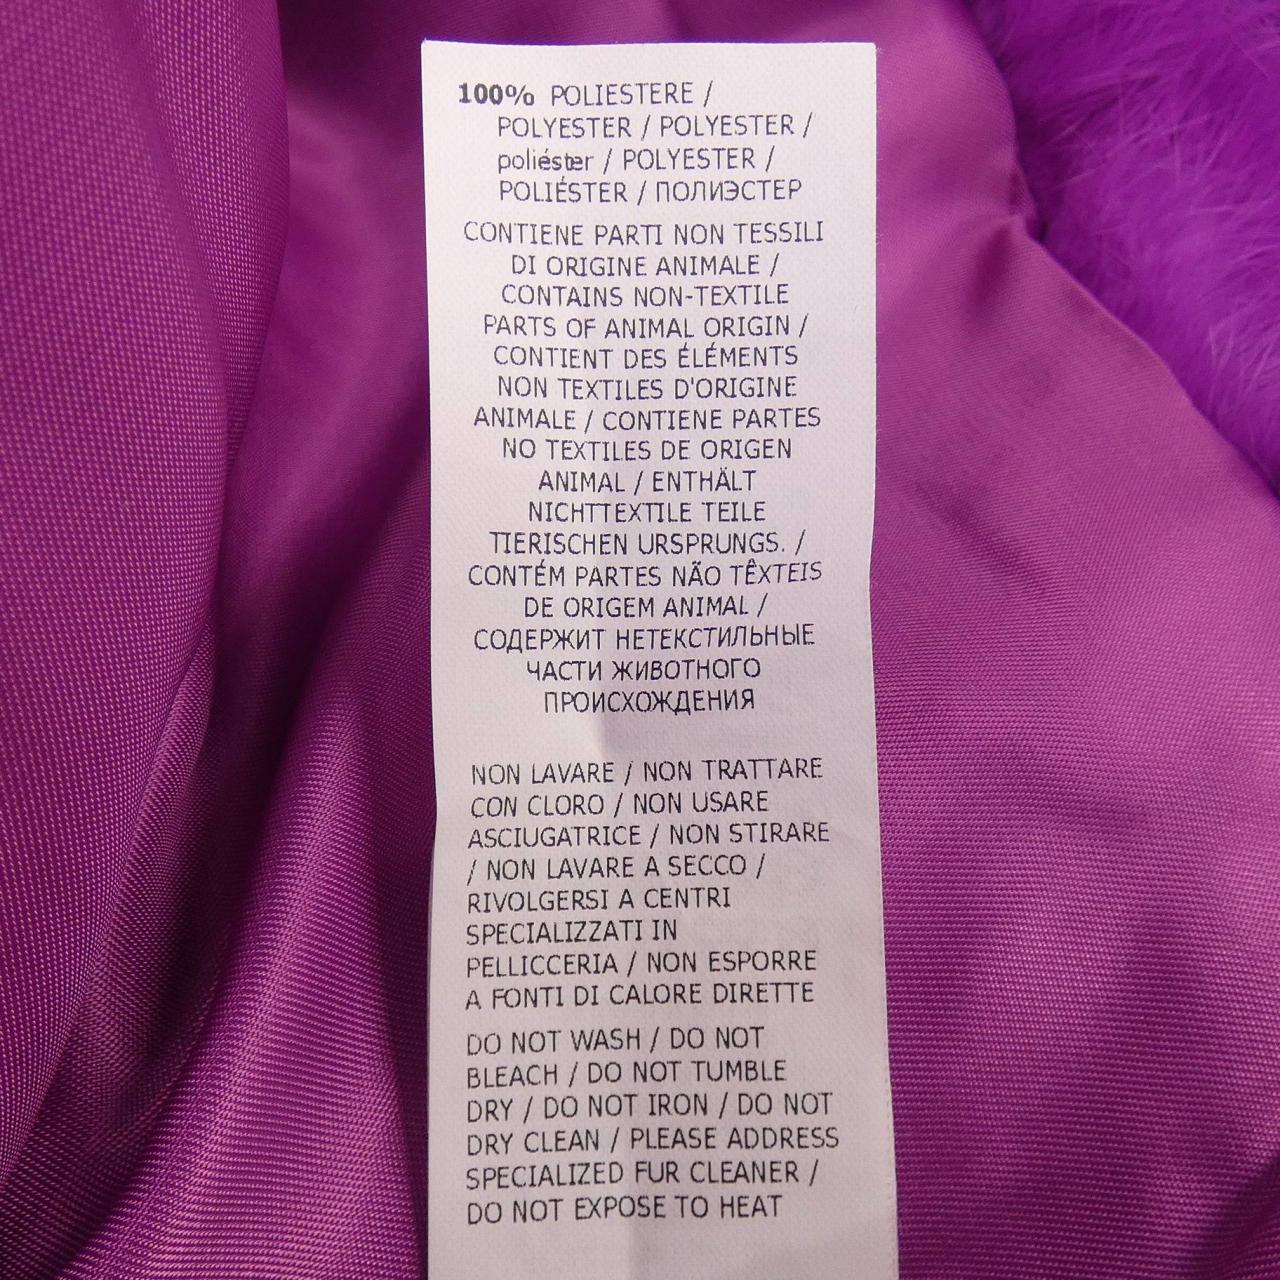 100% POLIESTERE /
POLYESTER / POLYESTER /
poliéster / POLYESTER /
POLIÉSTER / ПОЛИЭСТЕР
CONTIENE PARTI NON TESSILI
DI ORIGINE ANIMALE /
CONTAINS NON-TEXTILE
PARTS OF ANIMAL ORIGIN /
CONTIENT DES ÉLÉMENTS
NON TEXTILES D'ORIGINE
ANIMALE / CONTIENE PARTES
NO TEXTILES DE ORIGEN
ANIMAL / ENTHÄLT
NICHTTEXTILE TEILE
TIERISCHEN URSPRUNGS. /
CONTÉM PARTES NÃO TÊXTEIS
DE ORIGEM ANIMAL /
СОДЕРЖИТ НЕТЕКСТИЛЬНЫЕ
ЧАСТИ ЖИВОТНОГО
ПРОИСХОЖДЕНИЯ
NON LAVARE / NON TRATTARE
CON CLORO / NON USARE
ASCIUGATRICE / NON STIRARE
/ NON LAVARE A SECCO /
RIVOLGERSI A CENTRI
SPECIALIZZATI IN
PELLICCERIA / NON ESPORRE
A FONTI DI CALORE DIRETTE
DO NOT WASH / DO NOT
BLEACH / DO NOT TUMBLE
DRY / DO NOT IRON / DO NOT
DRY CLEAN / PLEASE ADDRESS
SPECIALIZED FUR CLEANER /
DO NOT EXPOSE TO HEAT